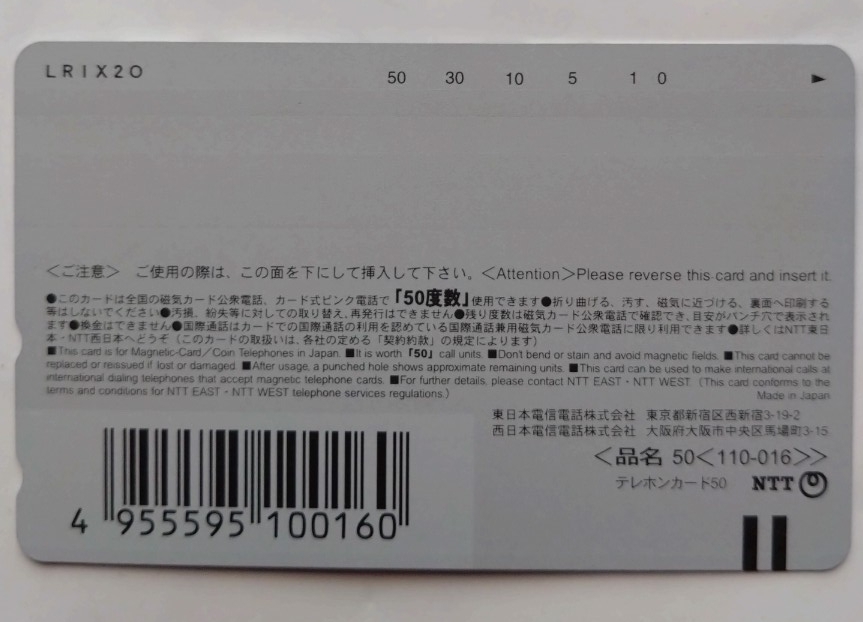 LRIX20
50 30 10 5 1 0 ▶
＜ご注意＞ ご使用の際は、この面を下にして挿入して下さい。＜Attention＞Please reverse this card and insert it.
●このカードは全国の磁気カード公衆電話、カード式ピンク電話で「50度数」使用できます●折り曲げる、汚す、磁気に近づける、裏面へ印刷する
等はしないでください●汚損、紛失等に対しての取り替え、再発行はできません●残り度数は磁気カード公衆電話で確認でき、目安がパンチ穴で表示され
ます●換金はできません●国際通話はカードでの国際通話の利用を認めている国際通話兼用磁気カード公衆電話に限り利用できます●詳しくはNTT東日
本・NTT西日本へどうぞ（このカードの取扱いは、各社の定める「契約約款」の規定によります）
■This card is for Magnetic-Card／Coin Telephones in Japan. ■It is worth「50」call units. ■Don't bend or stain and avoid magnetic fields. ■This card cannot be
replaced or reissued if lost or damaged. ■After usage, a punched hole shows approximate remaining units. ■This card can be used to make international calls at
international dialing telephones that accept magnetic telephone cards. ■For further details, please contact NTT EAST・NTT WEST.（This card conforms to the
terms and conditions for NTT EAST・NTT WEST telephone services regulations.） Made in Japan
東日本電信電話株式会社 東京都新宿区西新宿3-19-2
西日本電信電話株式会社 大阪府大阪市中央区馬場町3-15
＜品名 50＜110-016＞＞
テレホンカード50 NTT
4 955595 100160